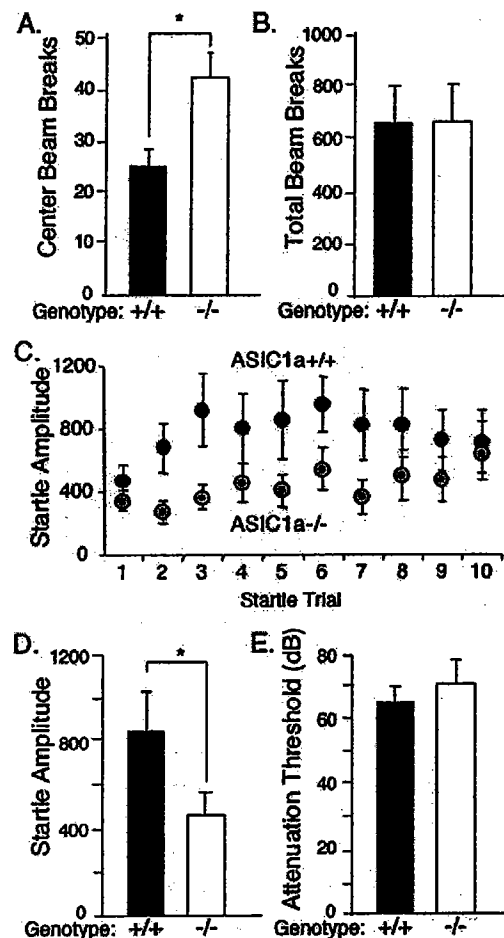 A.
*
Center Beam Breaks
50
40
30
20
10
0
Genotype: +/+ -/-
B.
Total Beam Breaks
1000
800
600
400
200
0
Genotype: +/+ -/-
C.
ASIC1a+/+
Startle Amplitude
1200
800
400
0
ASIC1a-/-
1 2 3 4 5 6 7 8 9 10
Startle Trial
D.
*
Startle Amplitude
1200
800
400
0
Genotype: +/+ -/-
E.
Attenuation Threshold (dB)
80
60
40
20
0
Genotype: +/+ -/-